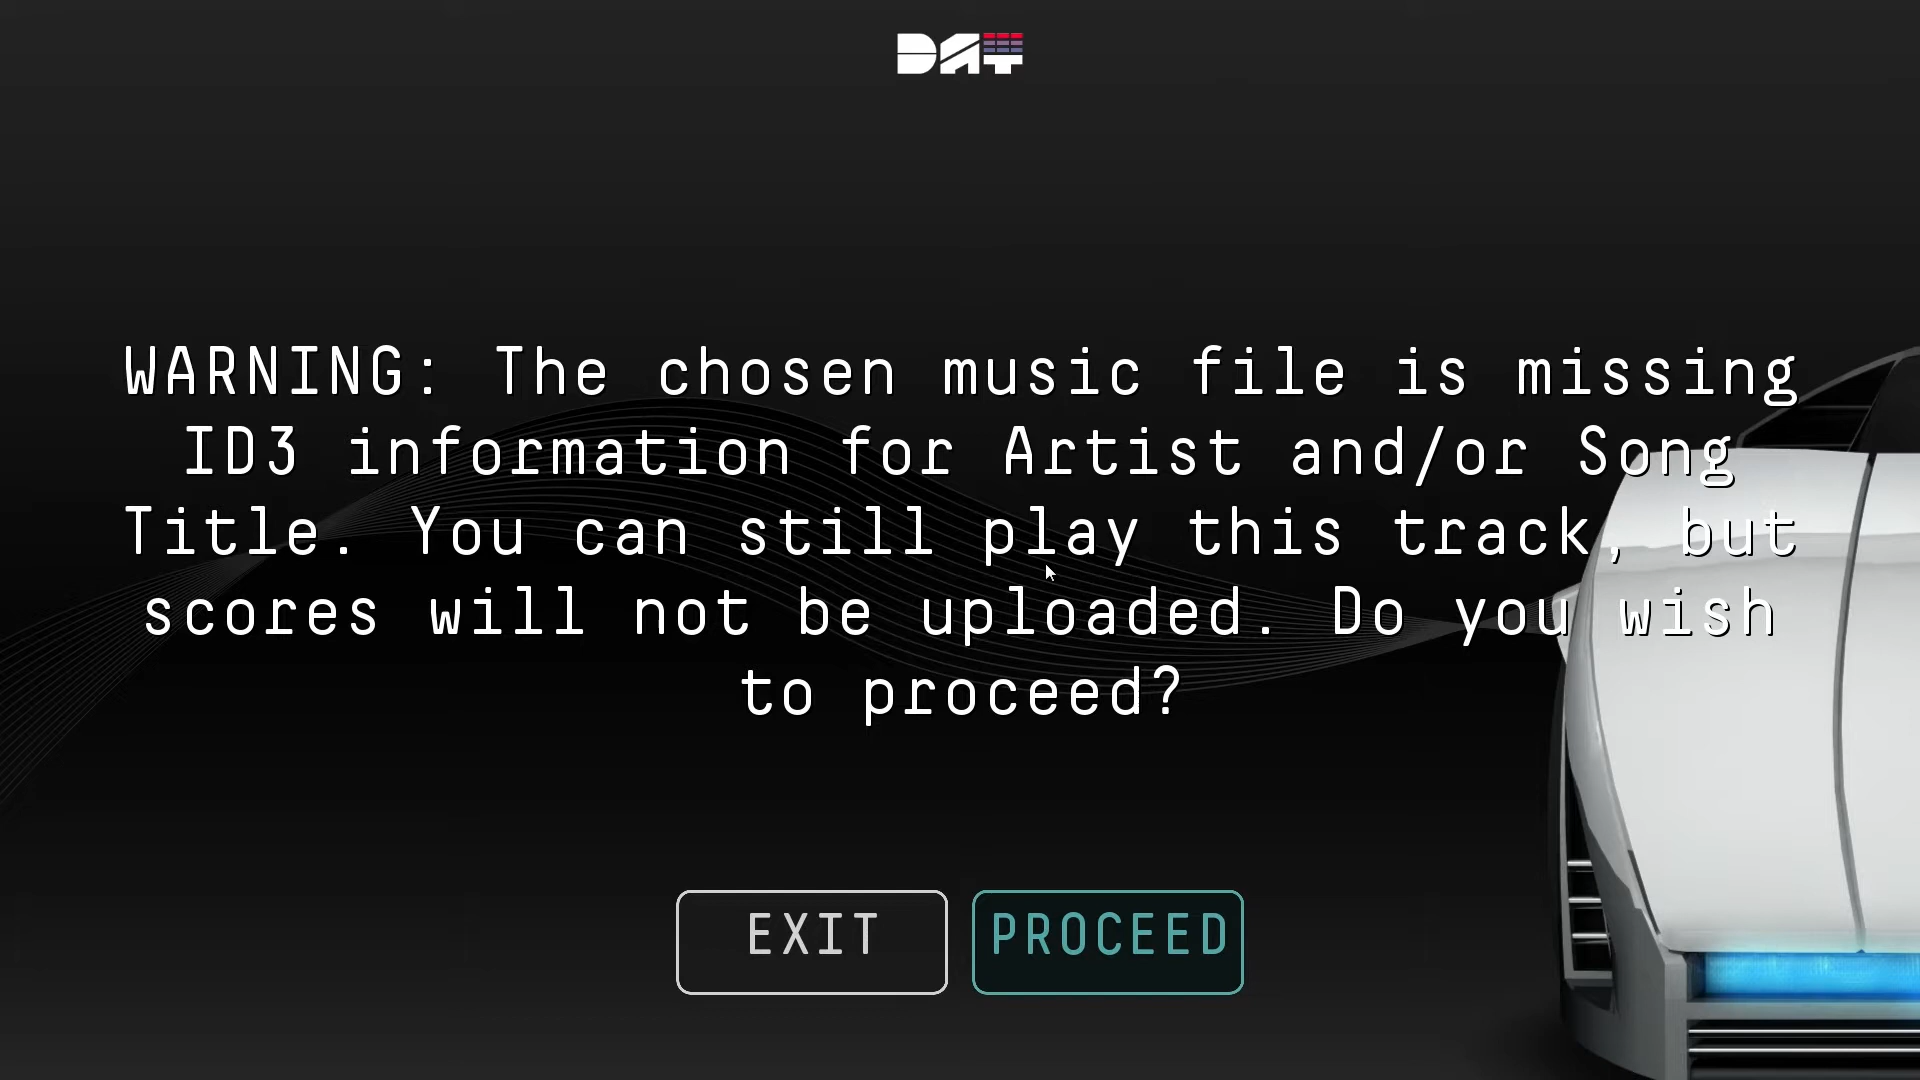 DAT
WARNING: The chosen music file is missing
ID3 information for Artist and/or Song
Title. You can still play this track, but
scores will not be uploaded. Do you wish
to proceed?
EXIT
PROCEED